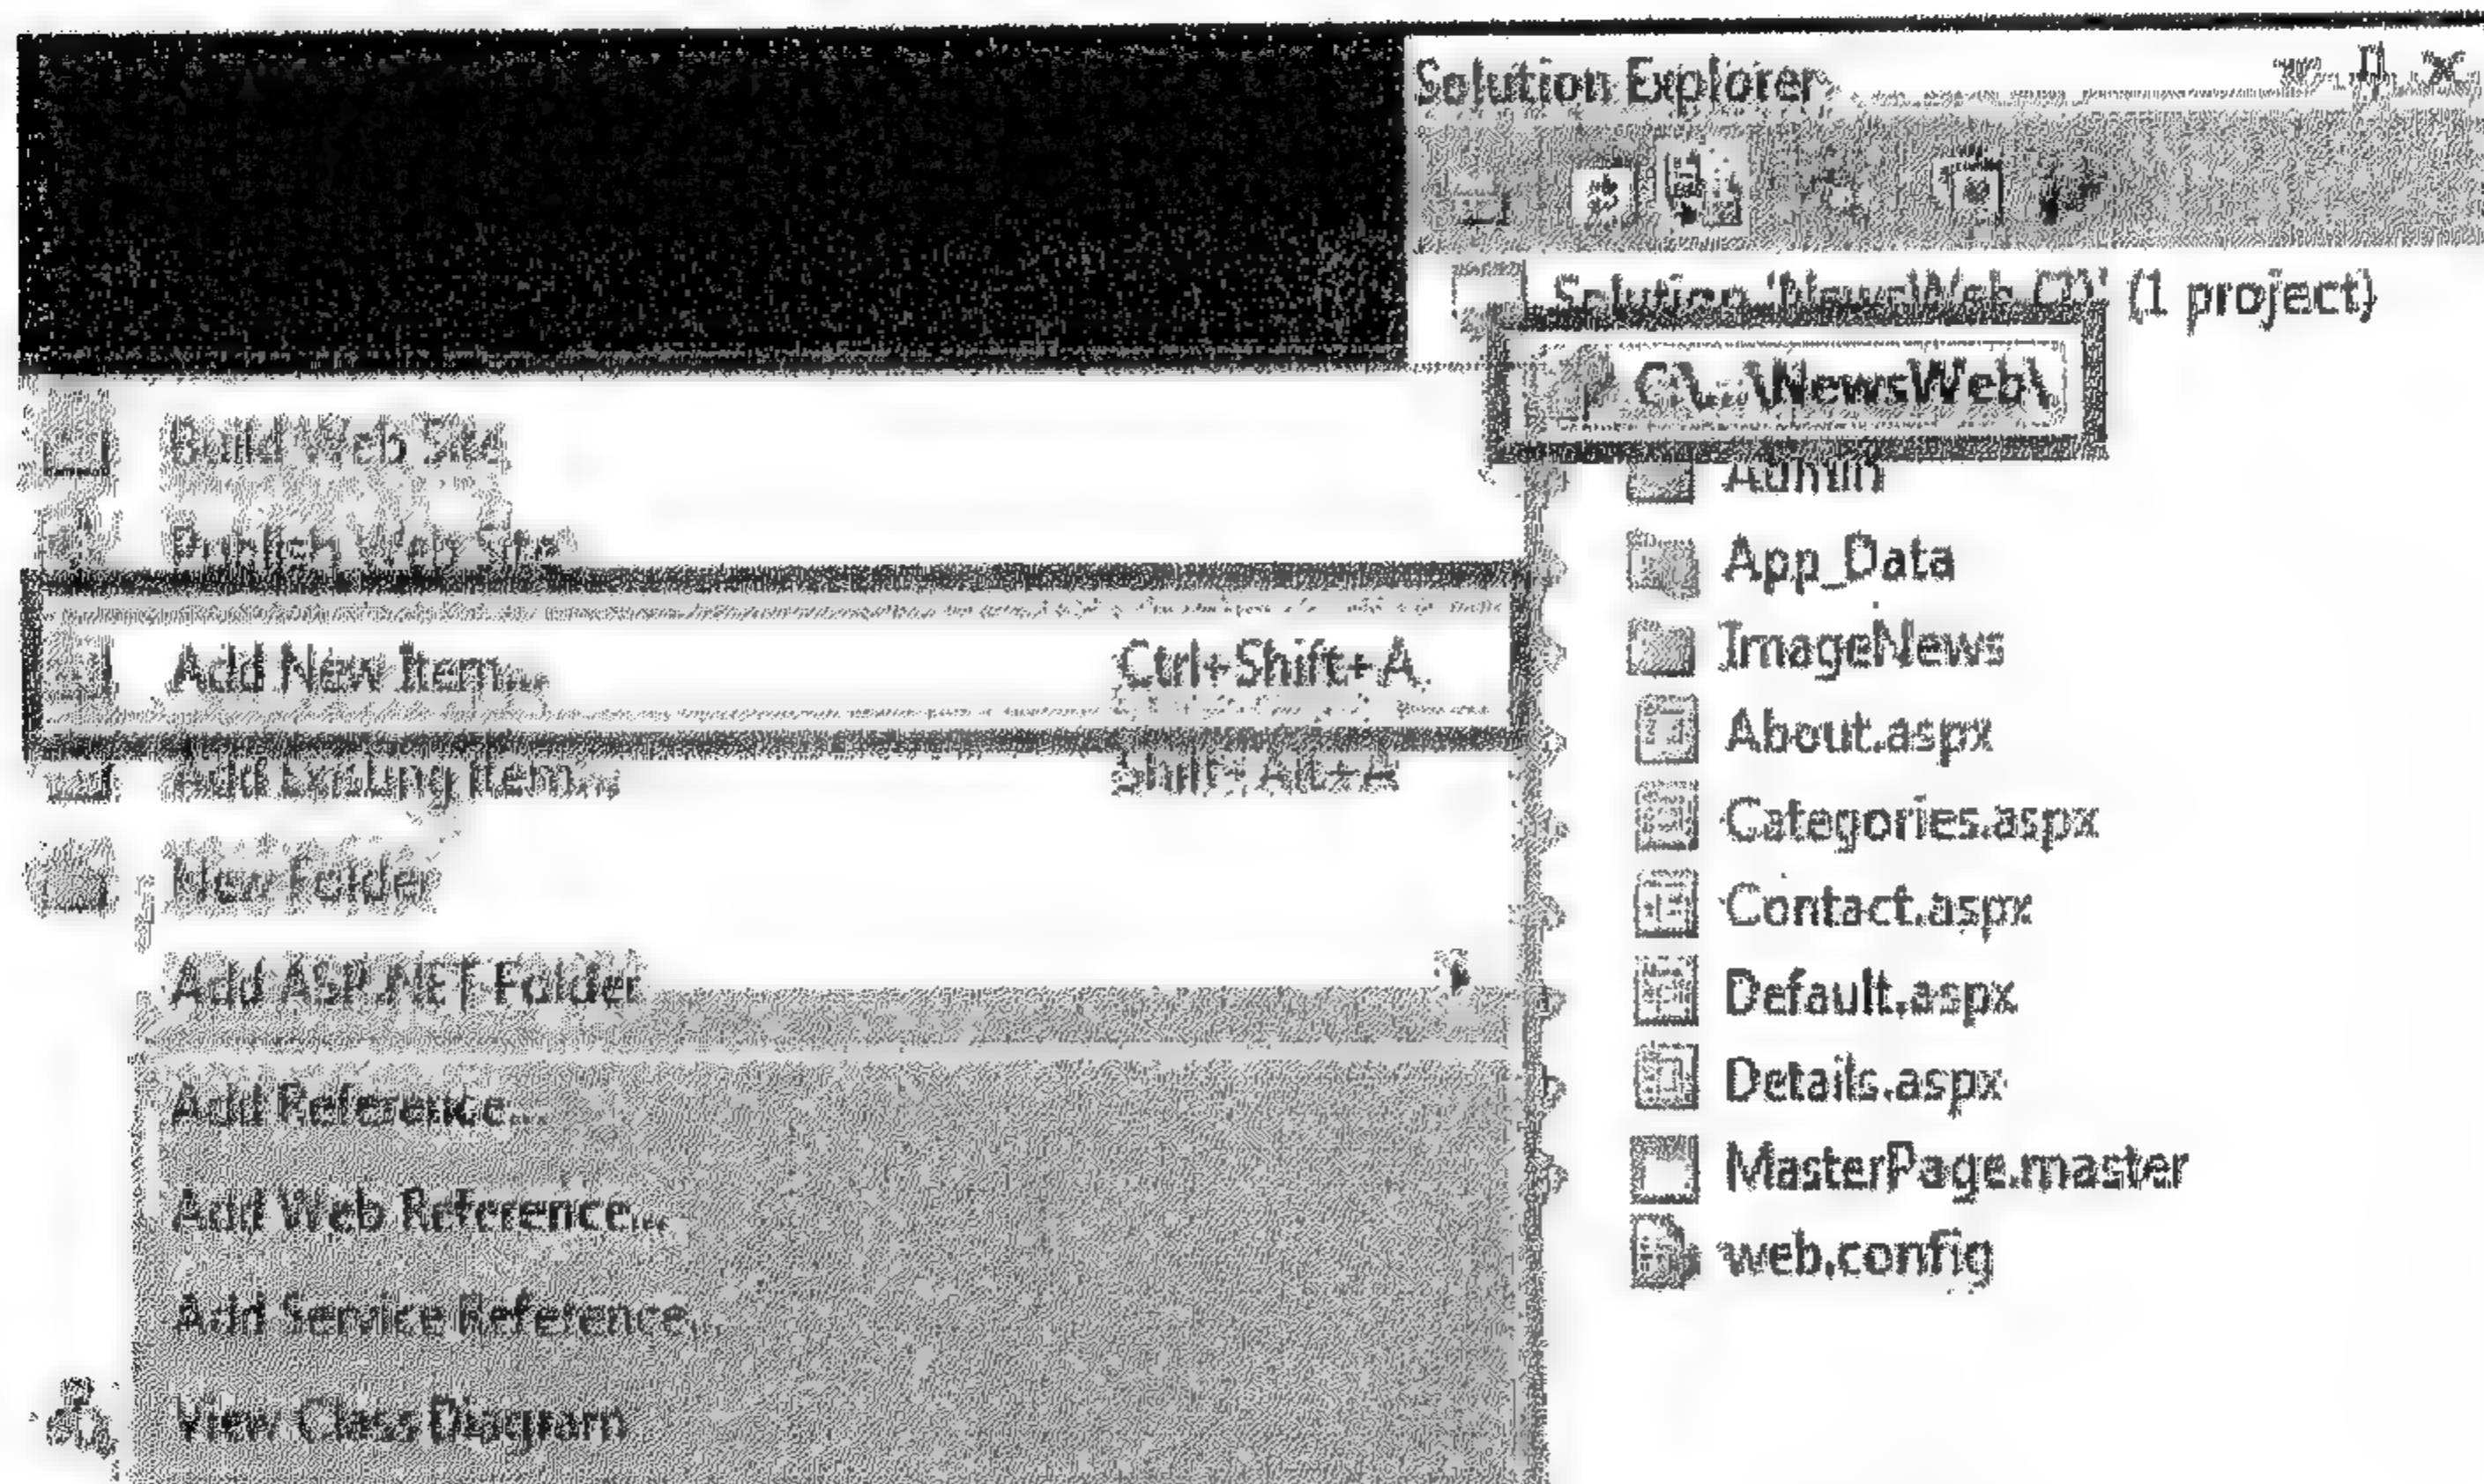 Solution Explorer
Solution 'NewsWeb CD' (1 project)
C:\...\NewsWeb\
Admin
App_Data
ImageNews
About.aspx
Categories.aspx
Contact.aspx
Default.aspx
Details.aspx
MasterPage.master
web.config
Build Web Site
Publish Web Site
Add New Item... Ctrl+Shift+A
Add Existing Item... Shift+Alt+A
New Folder
Add ASP.NET Folder
Add Reference...
Add Web Reference...
Add Service Reference...
View Class Diagram